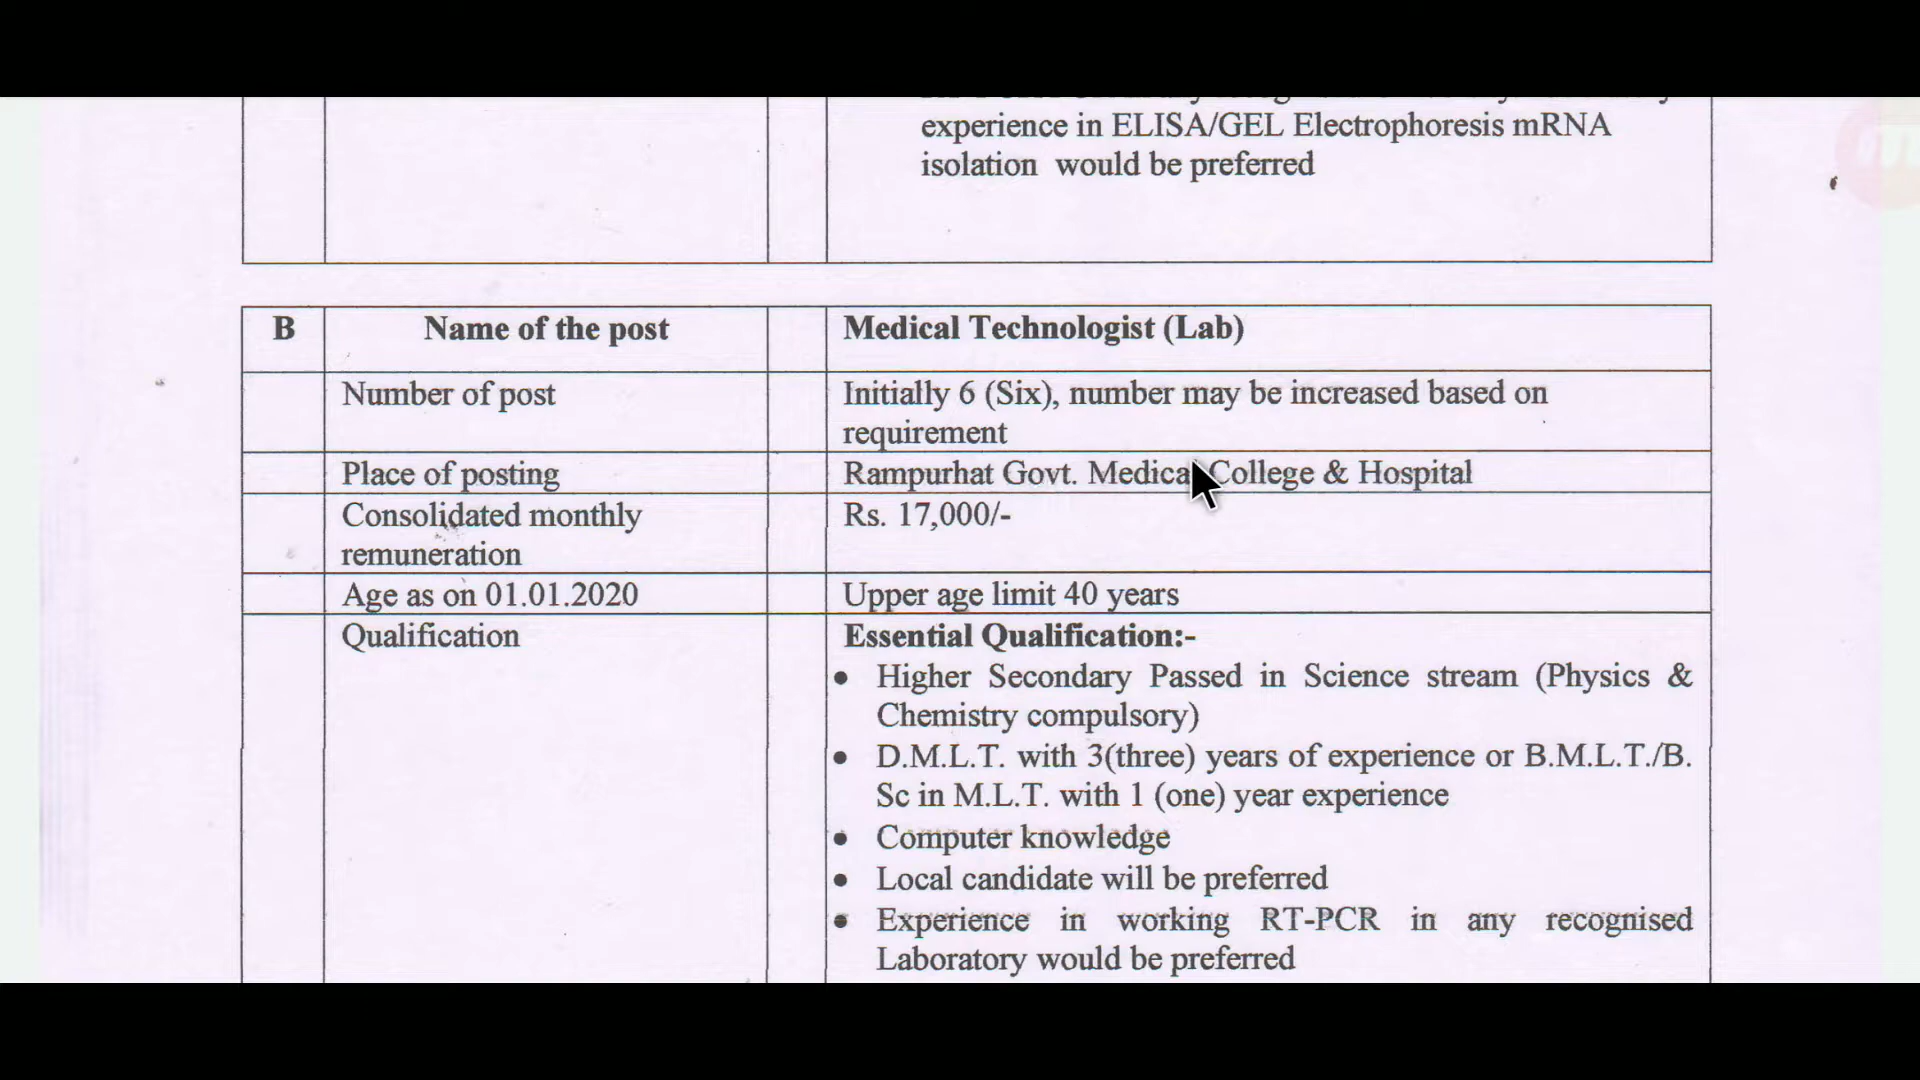 experience in ELISA/GEL Electrophoresis mRNA
isolation would be preferred
B Name of the post Medical Technologist (Lab)
Number of post Initially 6 (Six), number may be increased based on
requirement
Place of posting Rampurhat Govt. Medical College & Hospital
Consolidated monthly Rs. 17,000/-
remuneration
Age as on 01.01.2020 Upper age limit 40 years
Qualification Essential Qualification:-
• Higher Secondary Passed in Science stream (Physics &
Chemistry compulsory)
• D.M.L.T. with 3(three) years of experience or B.M.L.T./B.
Sc in M.L.T. with 1 (one) year experience
• Computer knowledge
• Local candidate will be preferred
• Experience in working RT-PCR in any recognised
Laboratory would be preferred